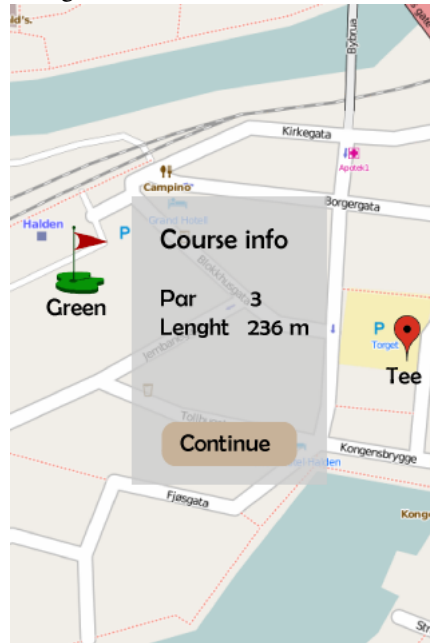 Bybrua
Kirkegata
Apotek1
Campino
Borgergata
Grand Hotell
Halden
P
Course info
Blokkhusgata
Green
Par 3
Lenght 236 m
P
Torget
Tee
Continue
Kongensbrygge
Fjøsgata